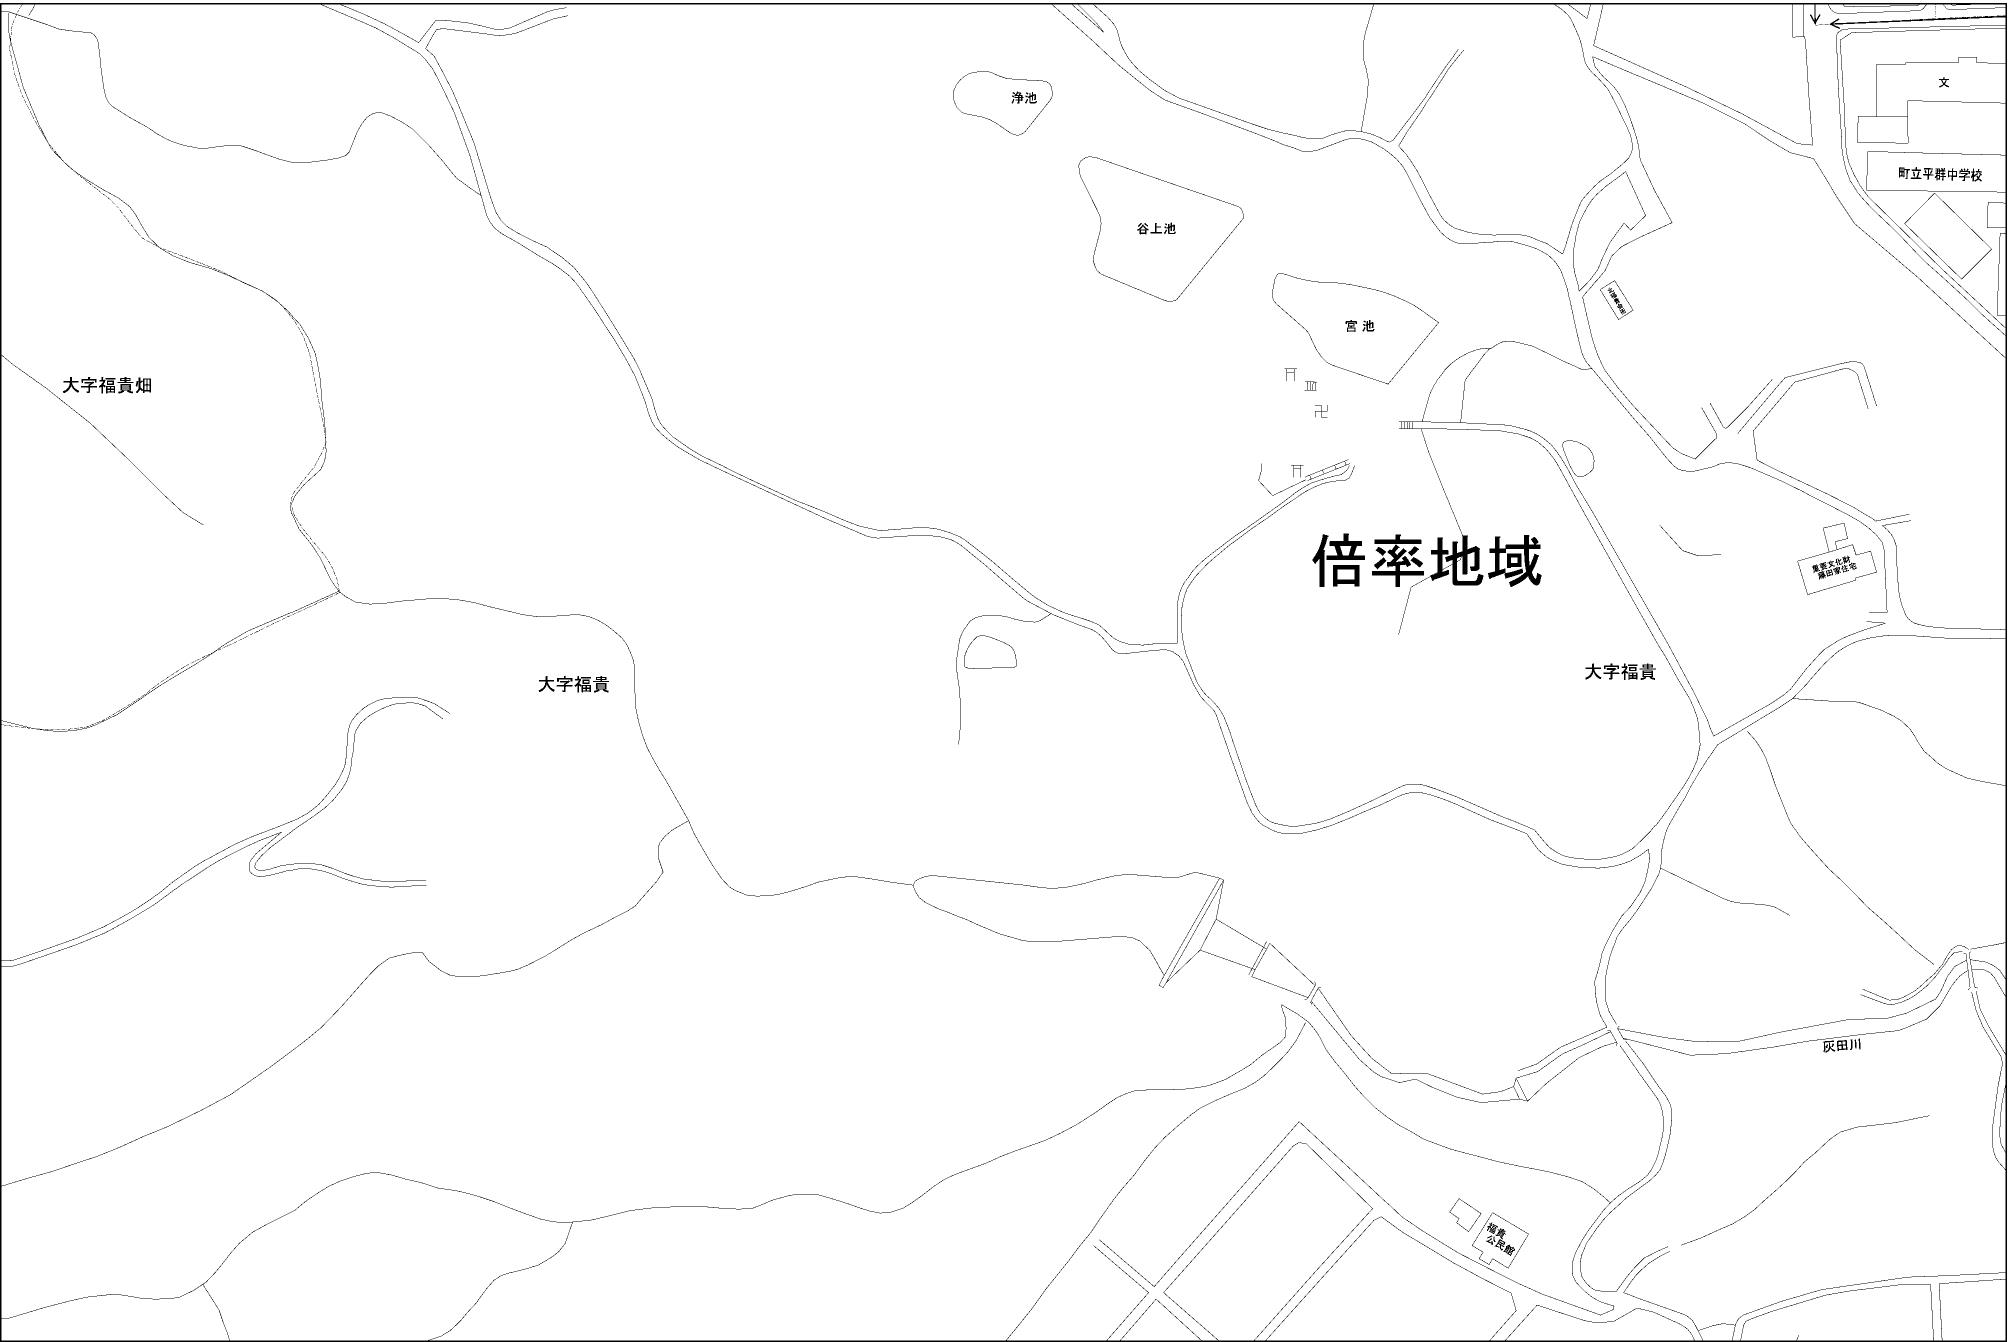 文
浄池
町立平群中学校
谷上池
宮池
大字福貴畑
倍率地域
重要文化財
藤田家住宅
大字福貴
大字福貴
灰田川
福貴
公民館